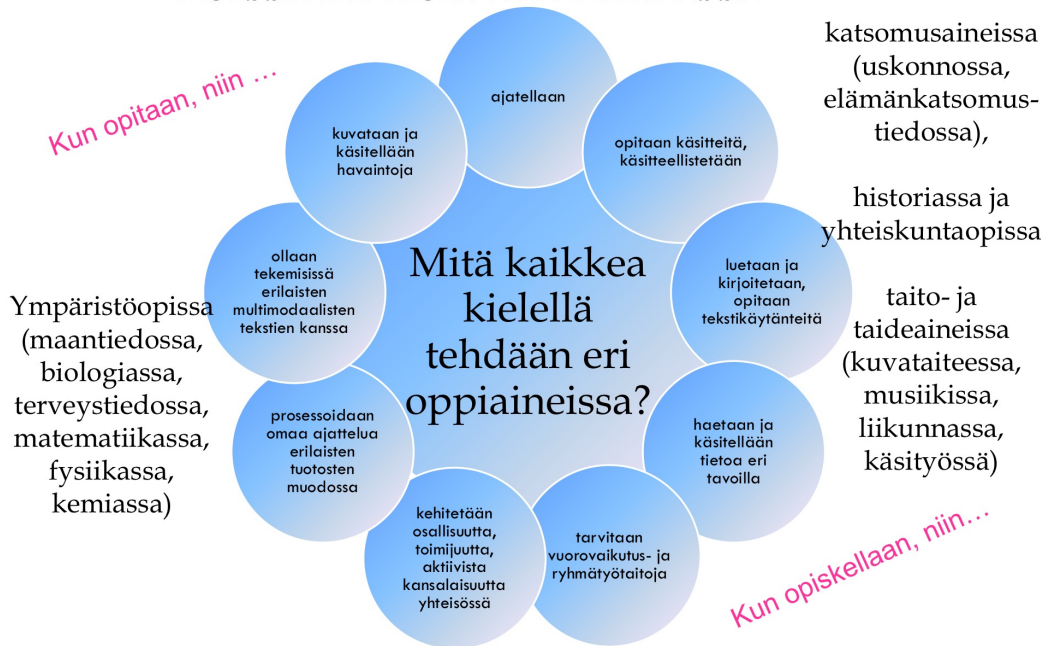 Kun opitaan, niin …
ajatellaan
opitaan käsitteitä,
käsitteellistetään
luetaan ja
kirjoitetaan,
opitaan
tekstikäytänteitä
haetaan ja
käsitellään
tietoa eri
tavoilla
tarvitaan
vuorovaikutus- ja
ryhmätyötaitoja
kehitetään
osallisuutta,
toimijuutta,
aktiivista
kansalaisuutta
yhteisössä
prosessoidaan
omaa ajattelua
erilaisten
tuotosten
muodossa
ollaan
tekemisissä
erilaisten
multimodaalisten
tekstien kanssa
kuvataan ja
käsitellään
havaintoja
Mitä kaikkea
kielellä
tehdään eri
oppiaineissa?
Ympäristöopissa
(maantiedossa,
biologiassa,
terveystiedossa,
matematiikassa,
fysiikassa,
kemiassa)
katsomusaineissa
(uskonnossa,
elämänkatsomus-
tiedossa),
historiassa ja
yhteiskuntaopissa
taito- ja
taideaineissa
(kuvataiteessa,
musiikissa,
liikunnassa,
käsityössä)
Kun opiskellaan, niin…